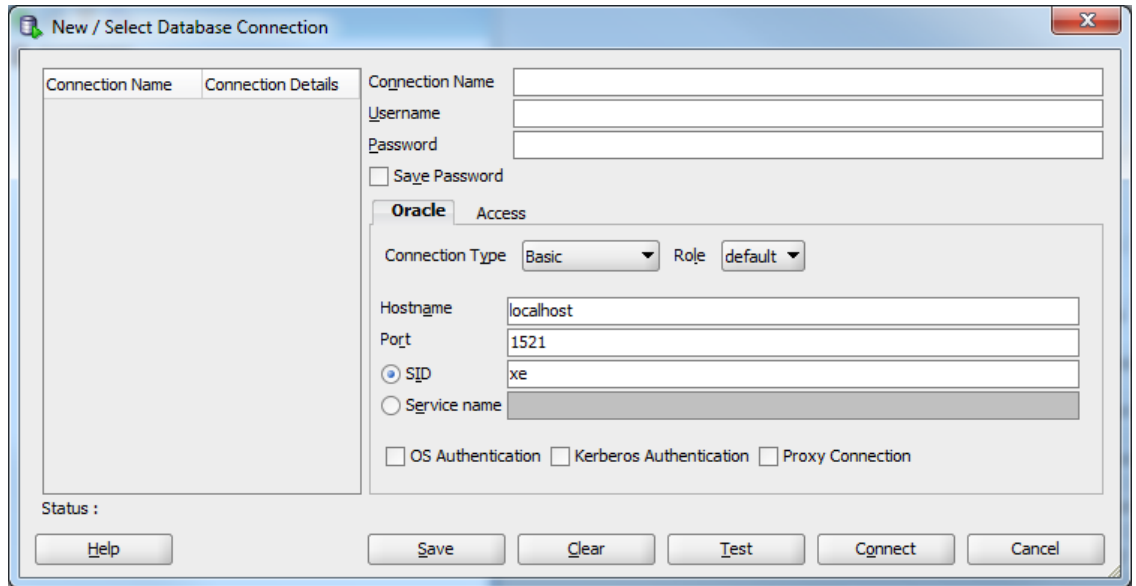 New / Select Database Connection
Connection Name Connection Details
Connection Name
Username
Password
Save Password
Oracle Access
Connection Type Basic Role default
Hostname localhost
Port 1521
SID xe
Service name
OS Authentication Kerberos Authentication Proxy Connection
Status :
Help Save Clear Test Connect Cancel